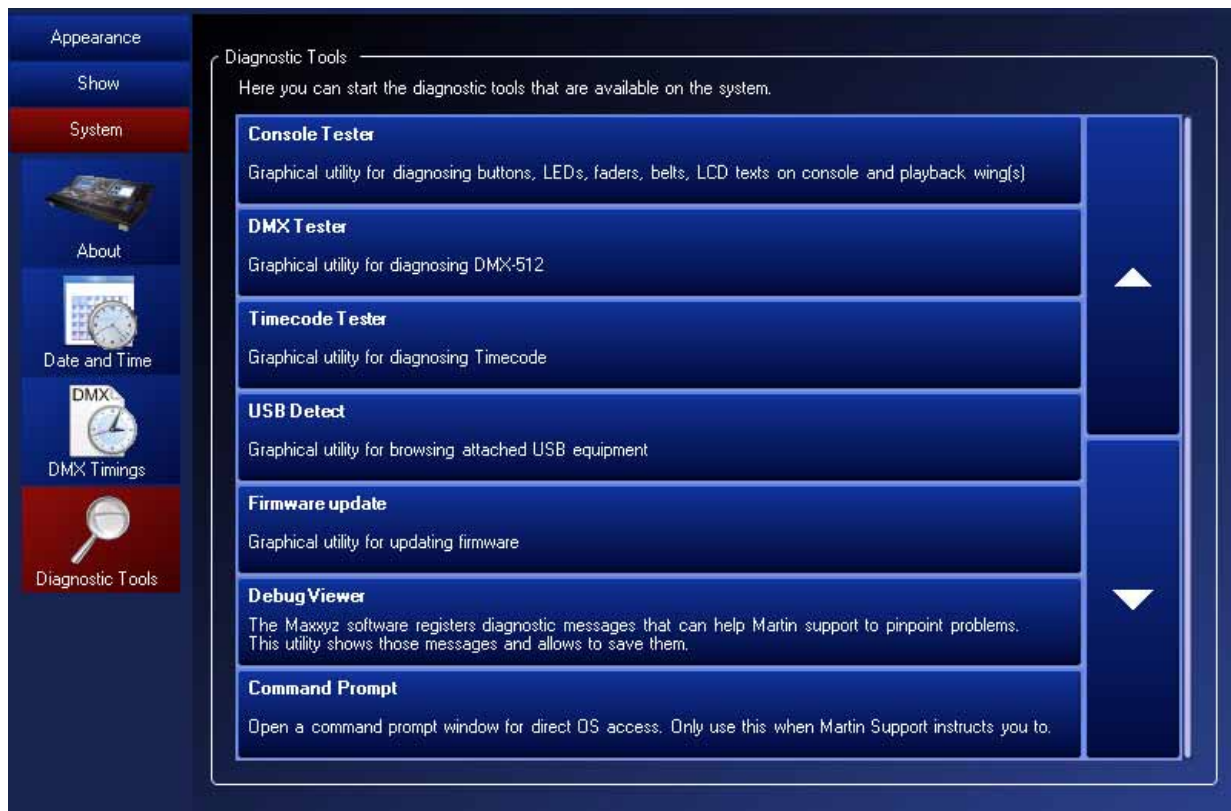 Appearance
Show
System
About
Date and Time
DMX
DMX Timings
Diagnostic Tools
Diagnostic Tools
Here you can start the diagnostic tools that are available on the system.
Console Tester
Graphical utility for diagnosing buttons, LEDs, faders, belts, LCD texts on console and playback wing(s)
DMX Tester
Graphical utility for diagnosing DMX-512
Timecode Tester
Graphical utility for diagnosing Timecode
USB Detect
Graphical utility for browsing attached USB equipment
Firmware update
Graphical utility for updating firmware
Debug Viewer
The Maxxyz software registers diagnostic messages that can help Martin support to pinpoint problems.
This utility shows those messages and allows to save them.
Command Prompt
Open a command prompt window for direct OS access. Only use this when Martin Support instructs you to.